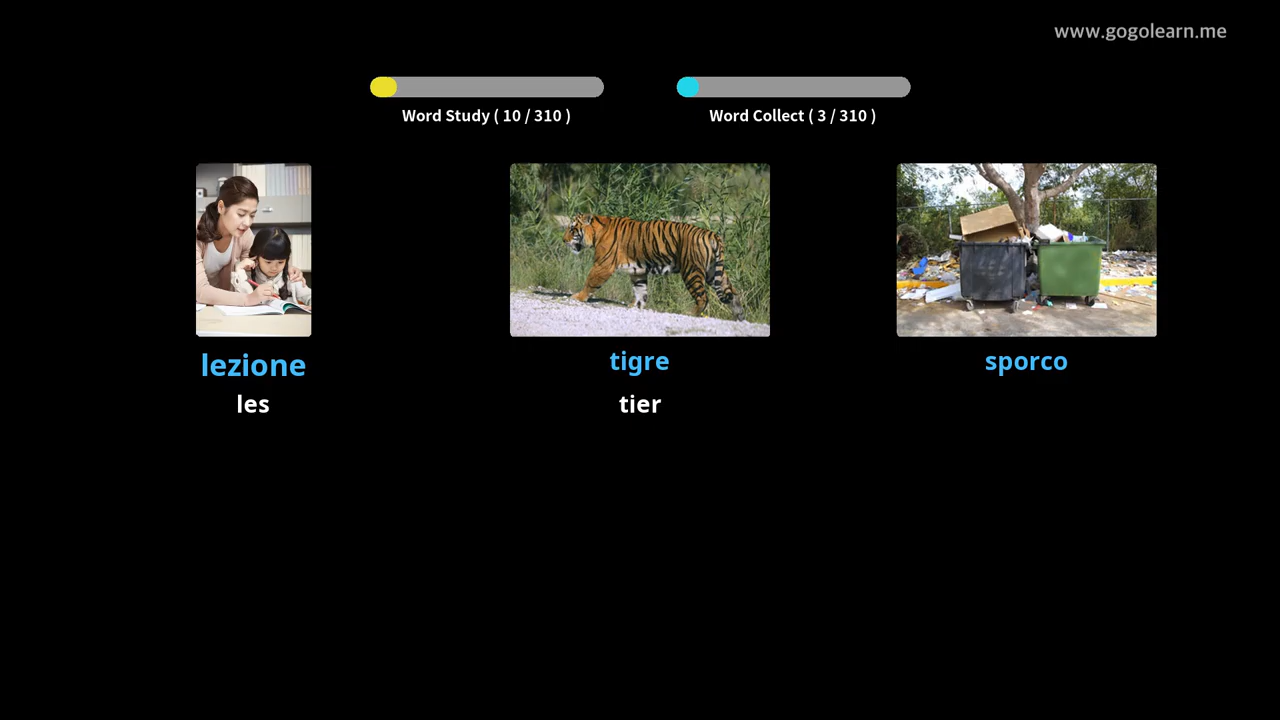 www.gogolearn.me
Word Study ( 10 / 310 )
Word Collect ( 3 / 310 )
lezione
tigre
sporco
les
tier